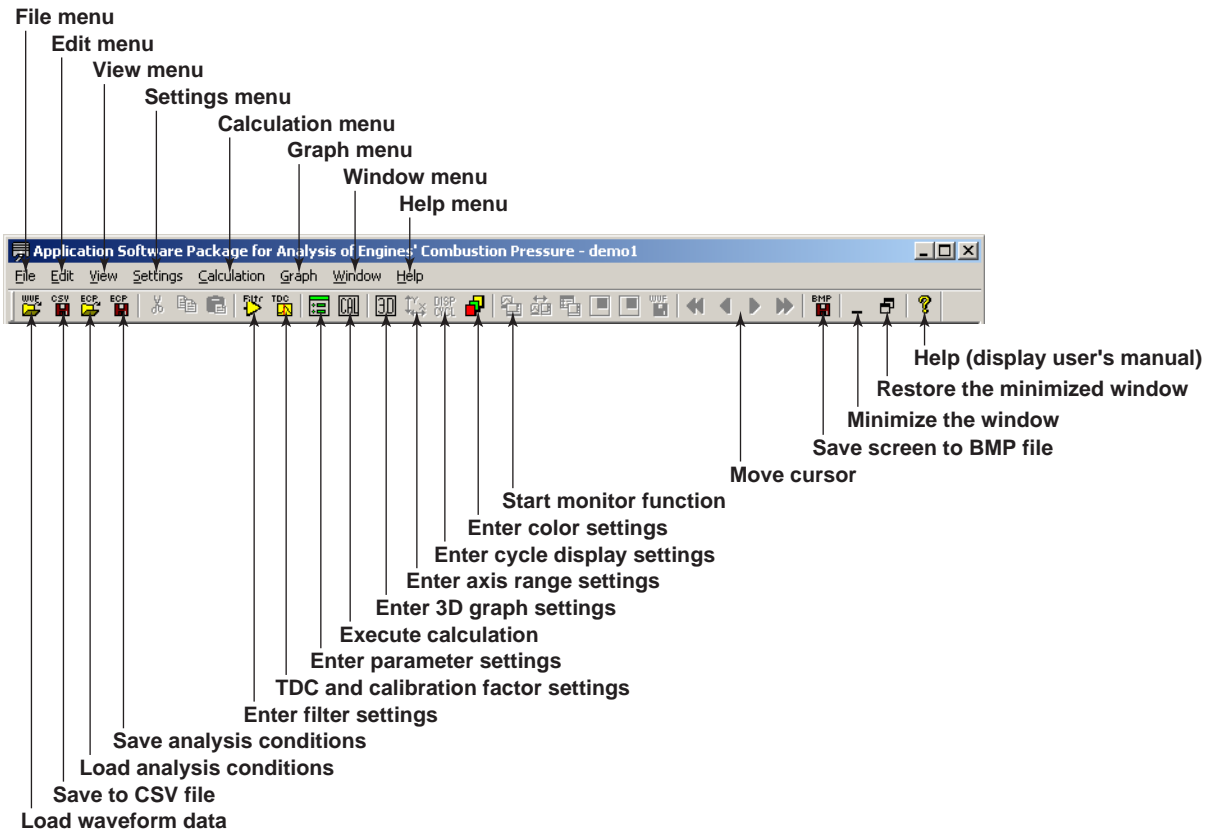 File menu
Edit menu
View menu
Settings menu
Calculation menu
Graph menu
Window menu
Help menu
Application Software Package for Analysis of Engines' Combustion Pressure - demo1
File Edit View Settings Calculation Graph Window Help
WVF CSV ECP ECP Filtr TDC CAL 3D Y X DISP CYCL WVF BMP ?
Help (display user's manual)
Restore the minimized window
Minimize the window
Save screen to BMP file
Move cursor
Start monitor function
Enter color settings
Enter cycle display settings
Enter axis range settings
Enter 3D graph settings
Execute calculation
Enter parameter settings
TDC and calibration factor settings
Enter filter settings
Save analysis conditions
Load analysis conditions
Save to CSV file
Load waveform data